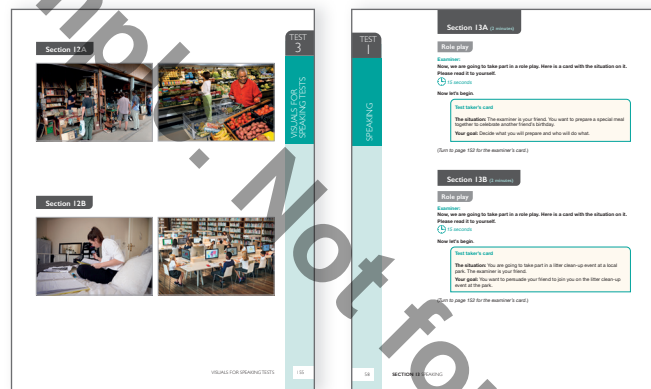 Section 12A
Section 12B
TEST
3
VISUALS FOR
SPEAKING TESTS
VISUALS FOR SPEAKING TESTS
155
TEST
1
SPEAKING
Section 13A (2 minutes)
Role play
Examiner:
Now, we are going to take part in a role play. Here is a card with the situation on it.
Please read it to yourself.
15 seconds
Now let's begin.
Test taker's card
The situation: The examiner is your friend. You want to prepare a special meal
together to celebrate another friend's birthday.
Your goal: Decide what you will prepare and who will do what.
(Turn to page 152 for the examiner's card.)
Section 13B (2 minutes)
Role play
Examiner:
Now, we are going to take part in a role play. Here is a card with the situation on it.
Please read it to yourself.
15 seconds
Now let's begin.
Test taker's card
The situation: You are going to take part in a litter clean-up event at a local
park. The examiner is your friend.
Your goal: You want to persuade your friend to join you on the litter clean-up
event at the park.
(Turn to page 152 for the examiner's card.)
SECTION 13 SPEAKING